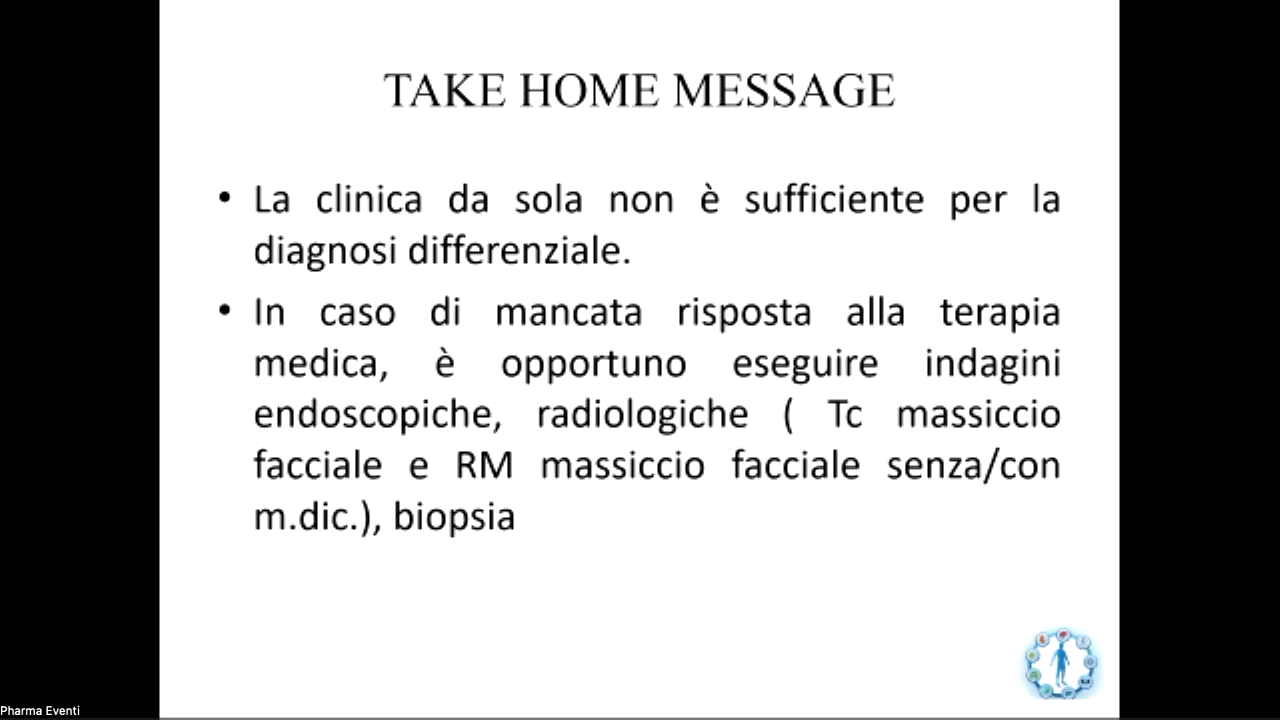 TAKE HOME MESSAGE
• La clinica da sola non è sufficiente per la
diagnosi differenziale.
• In caso di mancata risposta alla terapia
medica, è opportuno eseguire indagini
endoscopiche, radiologiche ( Tc massiccio
facciale e RM massiccio facciale senza/con
m.dic.), biopsia
Pharma Eventi